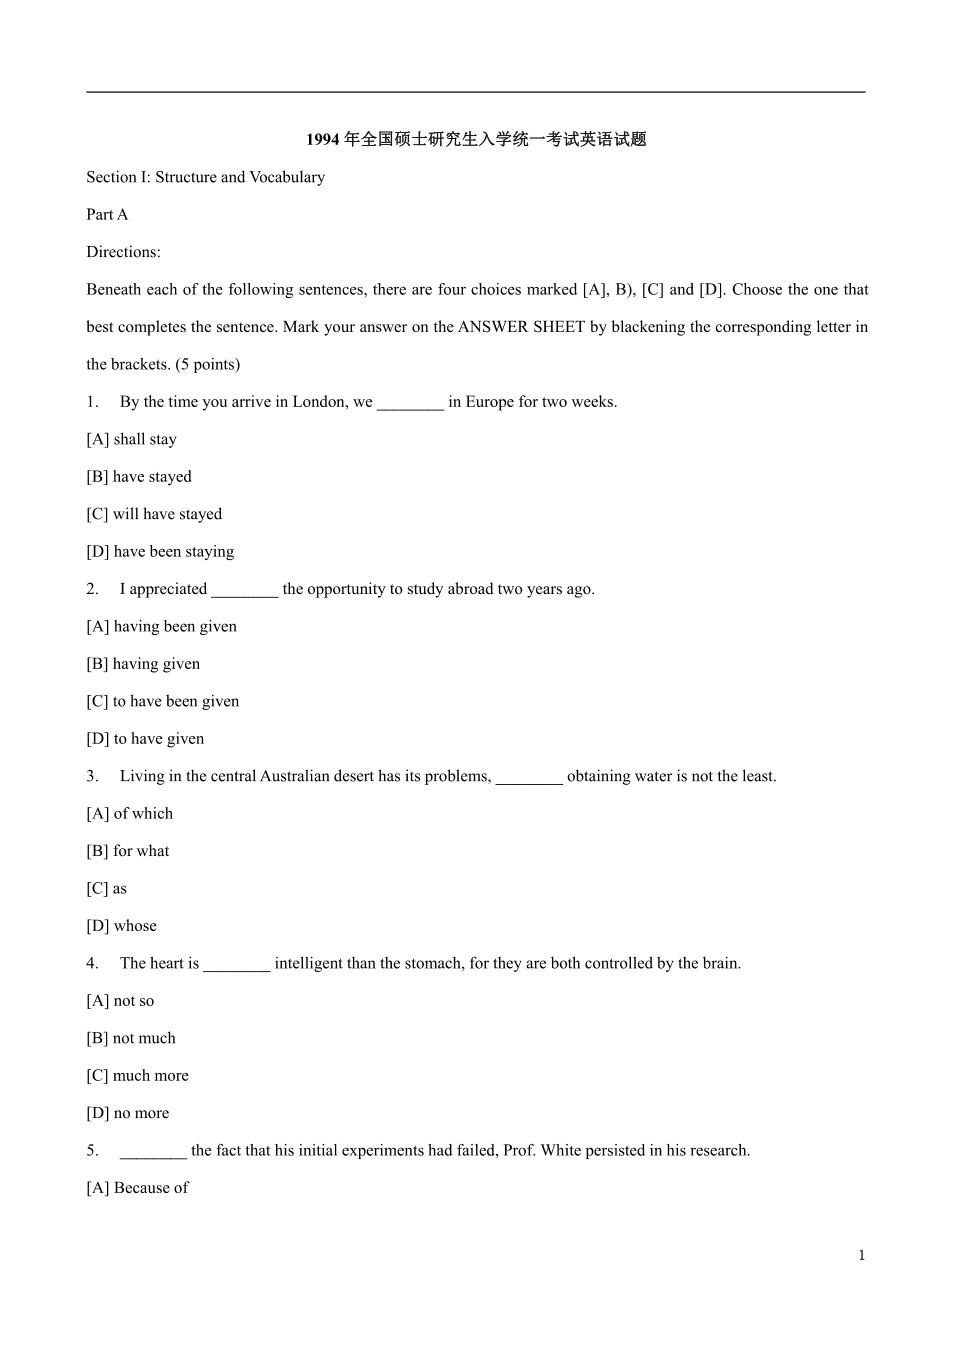 1994 年全国硕士研究生入学统一考试英语试题
Section I: Structure and Vocabulary
Part A
Directions:
Beneath each of the following sentences, there are four choices marked [A], B), [C] and [D]. Choose the one that
best completes the sentence. Mark your answer on the ANSWER SHEET by blackening the corresponding letter in
the brackets. (5 points)
1. By the time you arrive in London, we ________ in Europe for two weeks.
[A] shall stay
[B] have stayed
[C] will have stayed
[D] have been staying
2. I appreciated ________ the opportunity to study abroad two years ago.
[A] having been given
[B] having given
[C] to have been given
[D] to have given
3. Living in the central Australian desert has its problems, ________ obtaining water is not the least.
[A] of which
[B] for what
[C] as
[D] whose
4. The heart is ________ intelligent than the stomach, for they are both controlled by the brain.
[A] not so
[B] not much
[C] much more
[D] no more
5. ________ the fact that his initial experiments had failed, Prof. White persisted in his research.
[A] Because of
1